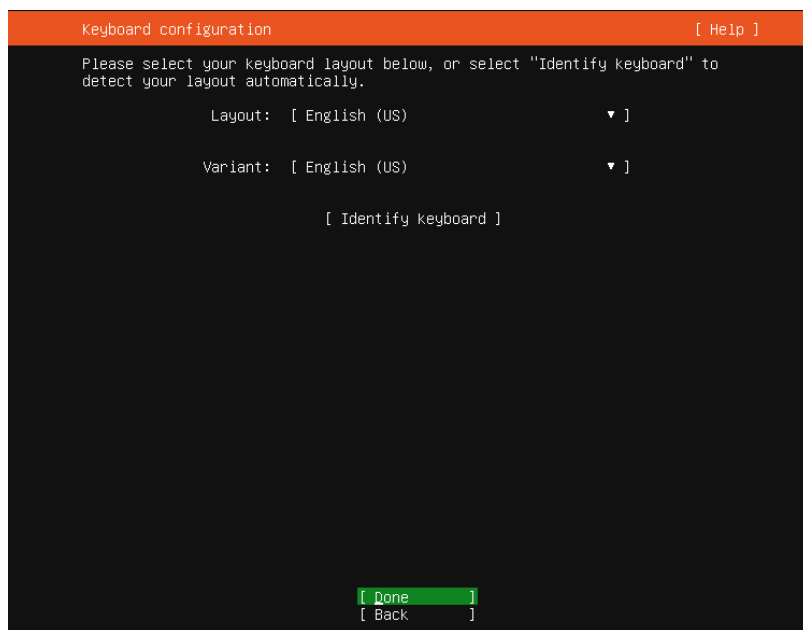 Keyboard configuration [ Help ]
Please select your keyboard layout below, or select "Identify keyboard" to
detect your layout automatically.
Layout: [ English (US) ▾ ]
Variant: [ English (US) ▾ ]
[ Identify keyboard ]
[ Done ]
[ Back ]